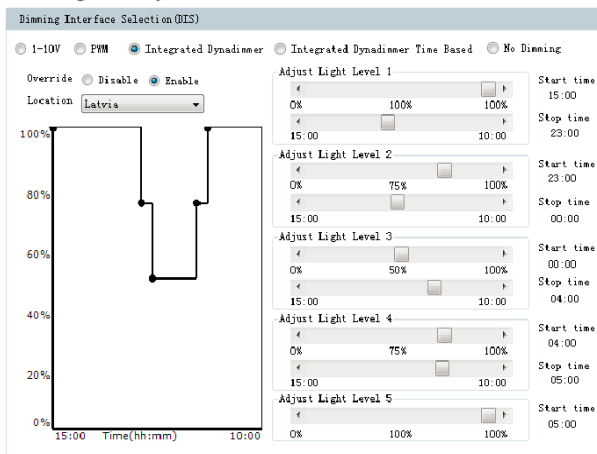 Dimming Interface Selection(DIS)
1-10V PWM Integrated Dynadimmer Integrated Dynadimmer Time Based No Dimming
Override Disable Enable
Location Latvia
100%
80%
60%
40%
20%
0%
15:00 Time(hh:mm) 10:00
Adjust Light Level 1
0% 100% 100%
15:00 10:00
Start time
15:00
Stop time
23:00
Adjust Light Level 2
0% 75% 100%
15:00 10:00
Start time
23:00
Stop time
00:00
Adjust Light Level 3
0% 50% 100%
15:00 10:00
Start time
00:00
Stop time
04:00
Adjust Light Level 4
0% 75% 100%
15:00 10:00
Start time
04:00
Stop time
05:00
Adjust Light Level 5
0% 100% 100%
Start time
05:00